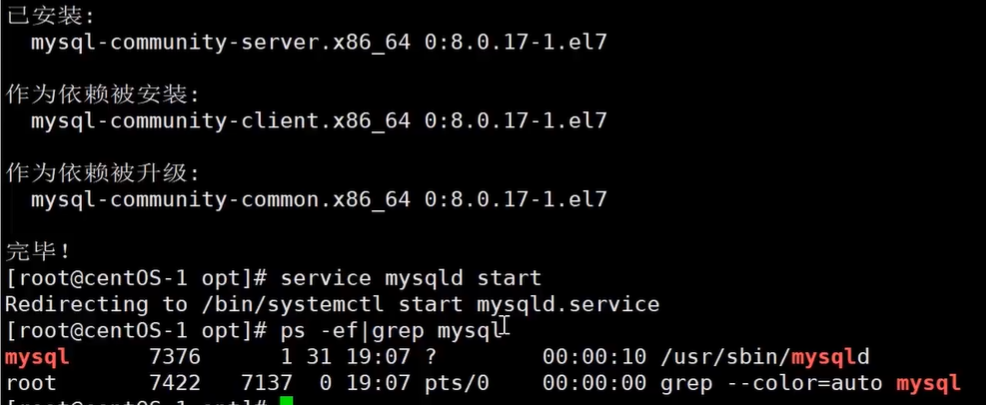 已安装:
mysql-community-server.x86_64 0:8.0.17-1.el7
作为依赖被安装:
mysql-community-client.x86_64 0:8.0.17-1.el7
作为依赖被升级:
mysql-community-common.x86_64 0:8.0.17-1.el7
完毕!
[root@centOS-1 opt]# service mysqld start
Redirecting to /bin/systemctl start mysqld.service
[root@centOS-1 opt]# ps -ef|grep mysql
mysql 7376 1 31 19:07 ? 00:00:10 /usr/sbin/mysqld
root 7422 7137 0 19:07 pts/0 00:00:00 grep --color=auto mysql
[root@centOS-1 opt]#